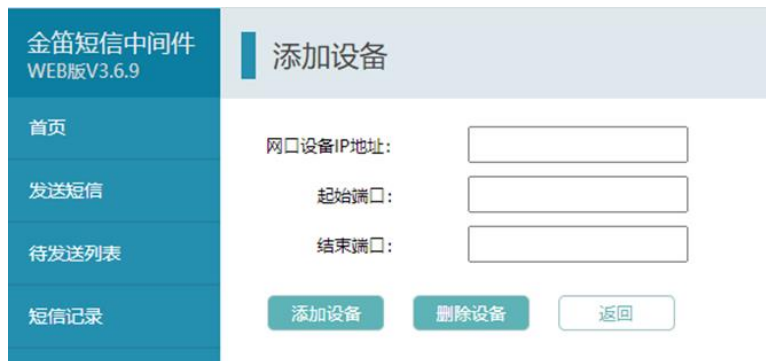 金笛短信中间件
WEB版V3.6.9
首页
发送短信
待发送列表
短信记录
添加设备
网口设备IP地址:
起始端口:
结束端口:
添加设备 删除设备 返回